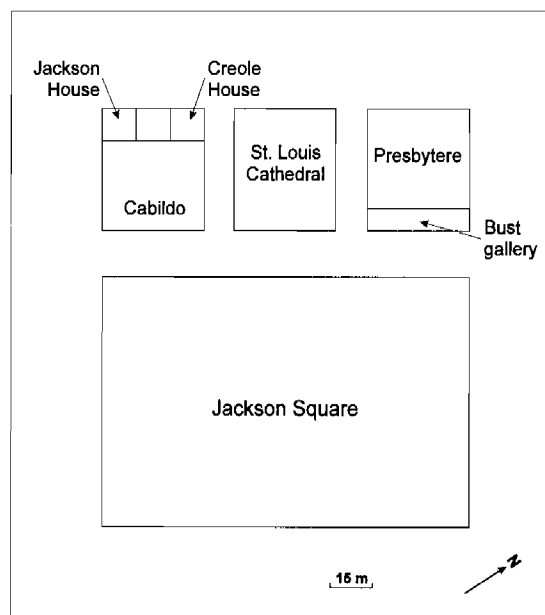 Jackson
House
Creole
House
St. Louis
Cathedral
Presbytere
Cabildo
Bust
gallery
Jackson Square
15 m
N